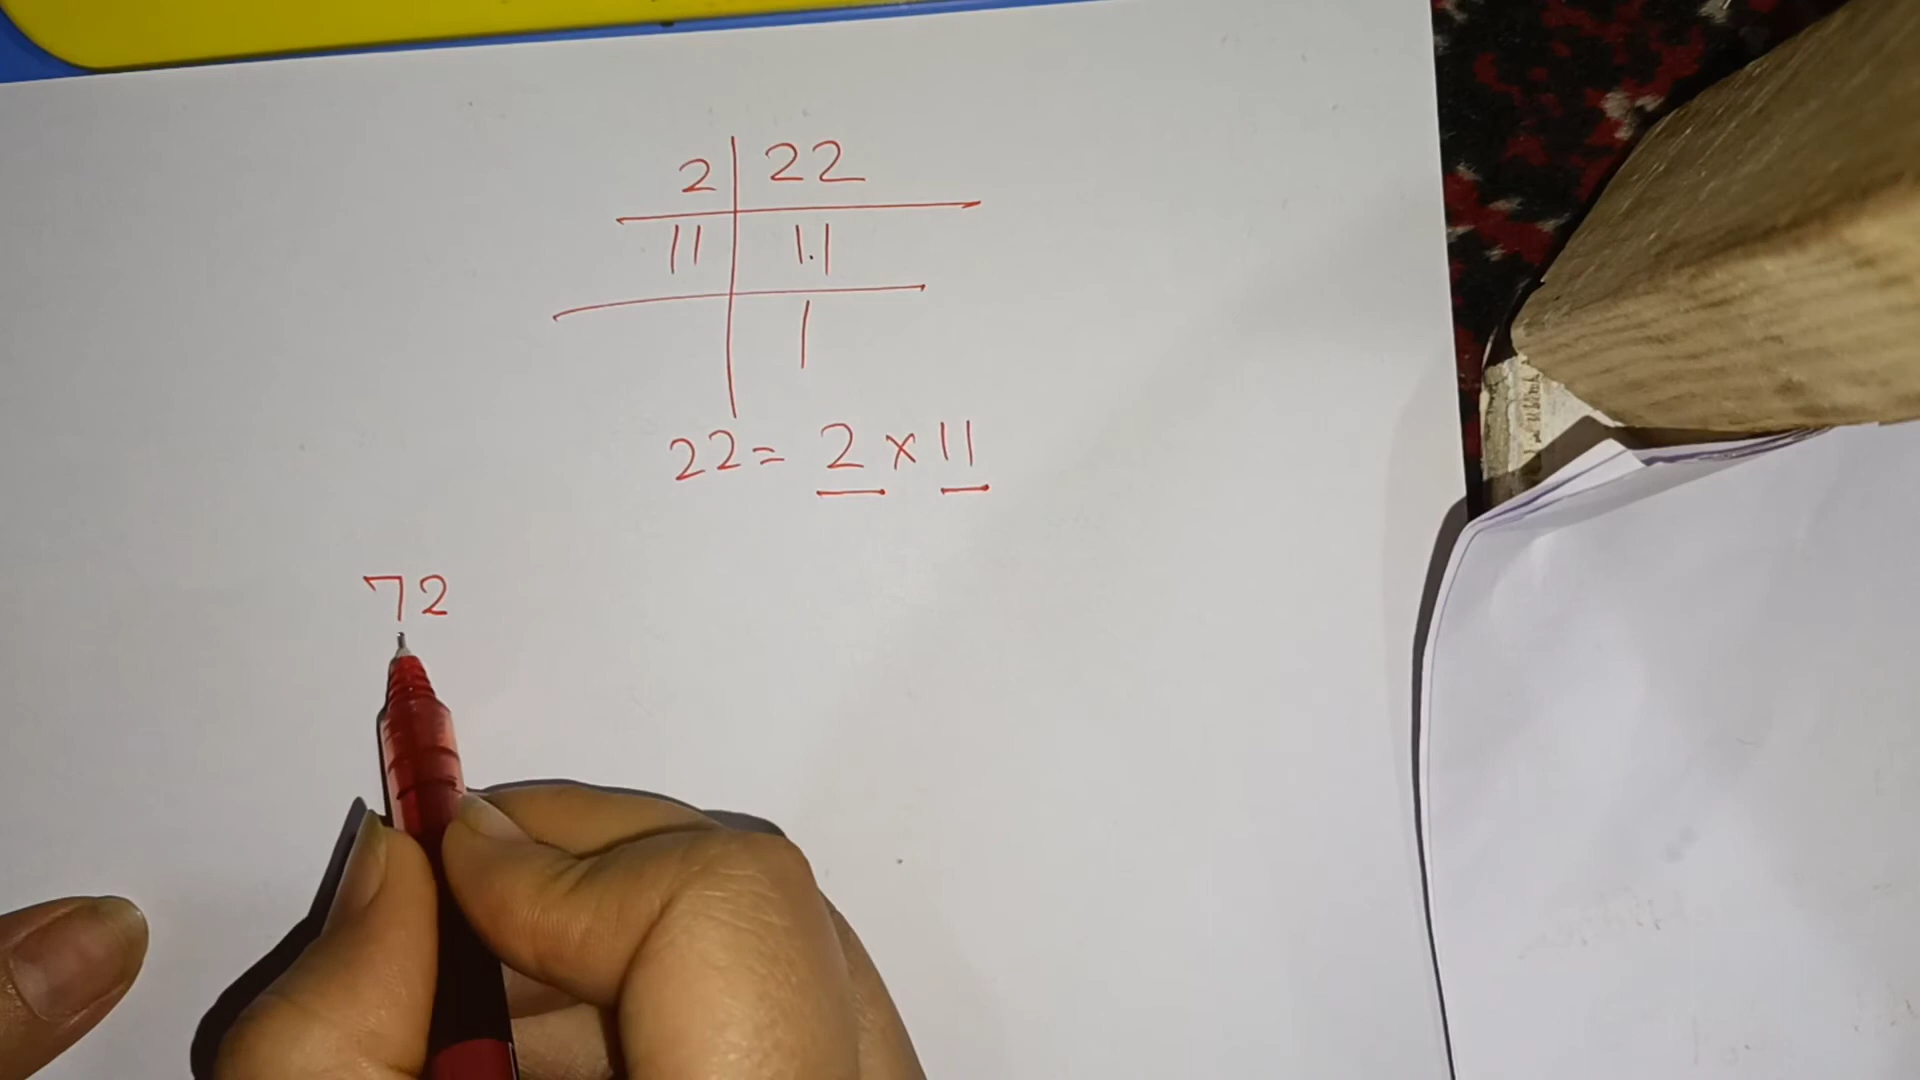 2 | 22
11 | 11
1
22 = 2 x 11
72